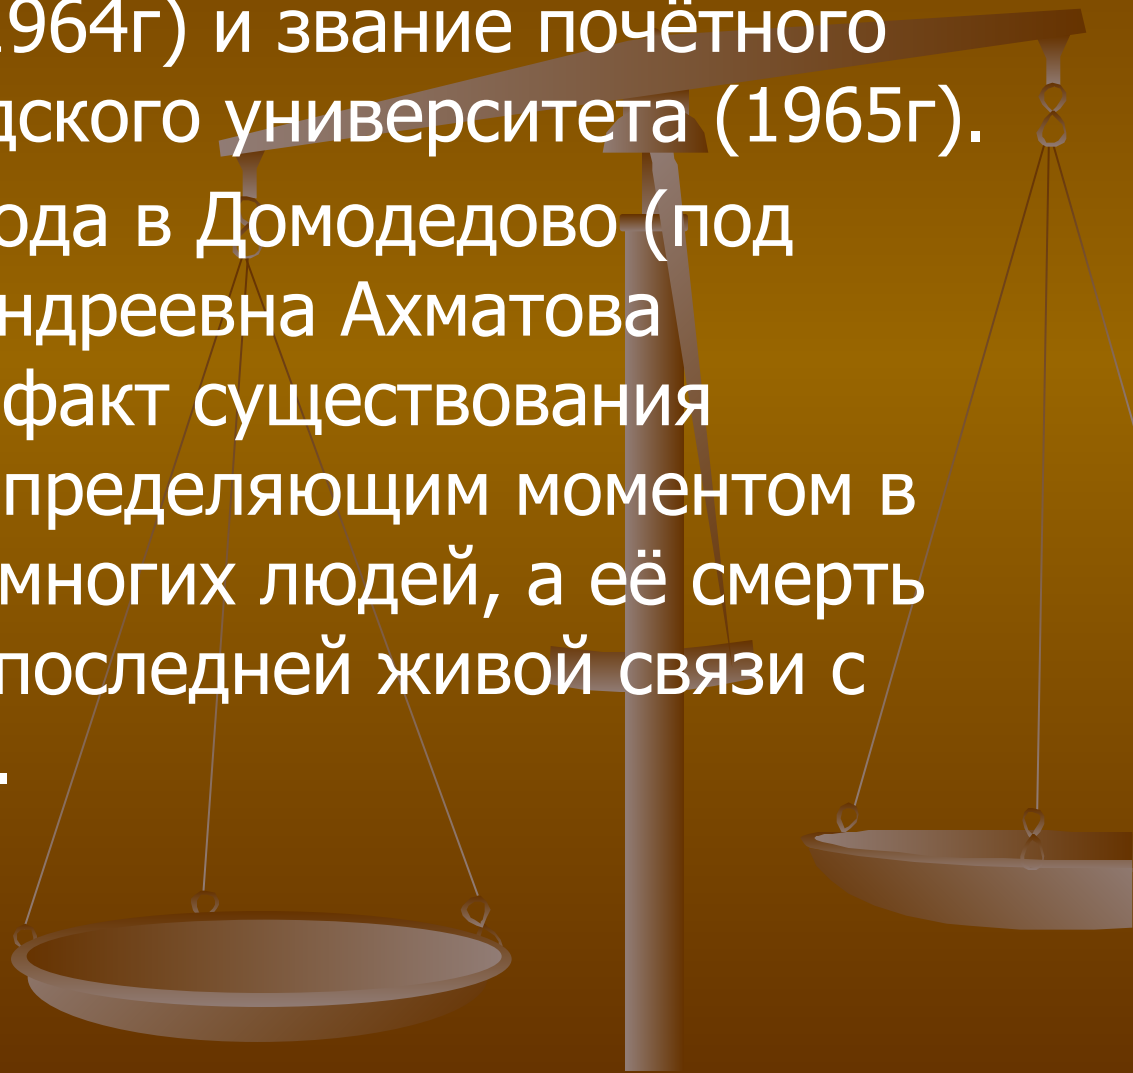 1964г) и звание почётного
дского университета (1965г).
ода в Домодедово (под
ндреевна Ахматова
факт существования
пределяющим моментом в
многих людей, а её смерть
последней живой связи с
.